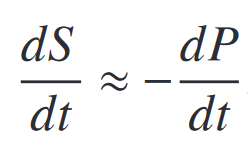 dS/dt ≈ − dP/dt